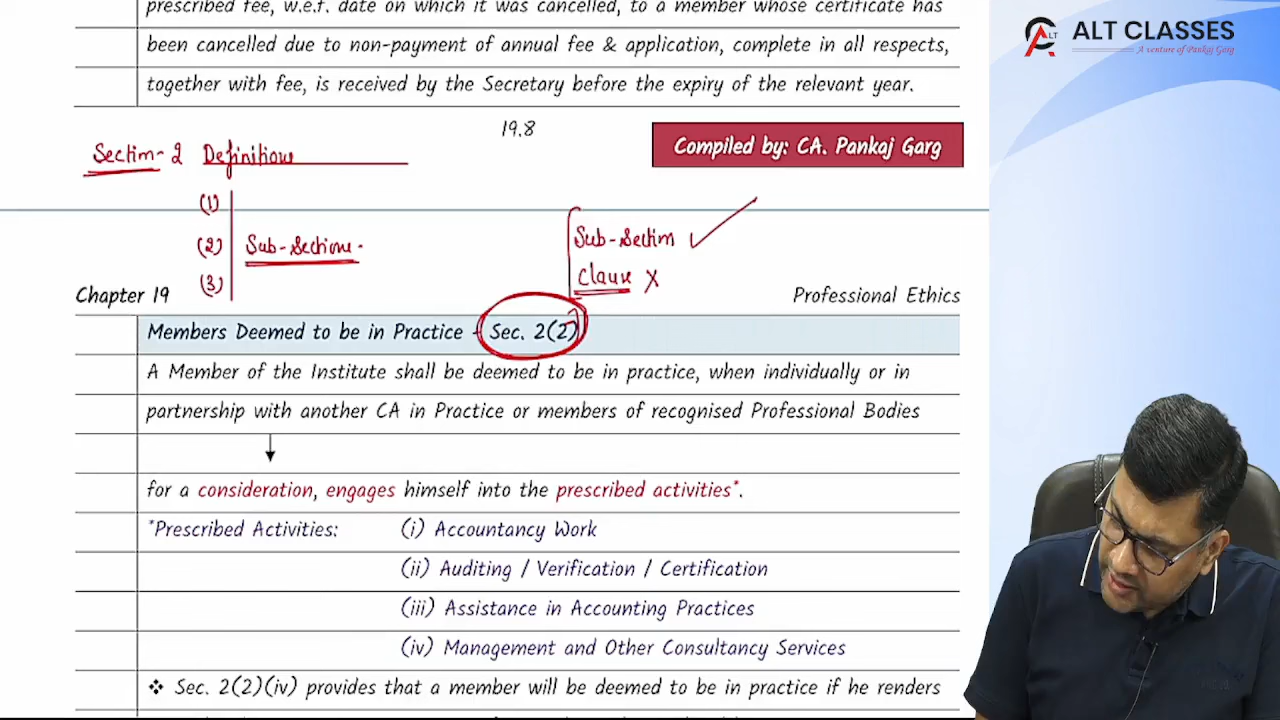 prescribed fee, w.e.f. date on which it was cancelled, to a member whose certificate has
been cancelled due to non-payment of annual fee & application, complete in all respects,
together with fee, is received by the Secretary before the expiry of the relevant year.
ALT
ALT CLASSES
A venture of Pankaj Garg
19.8
Compiled by: CA. Pankaj Garg
Section-2 Definitions
(1)
(2) Sub-Sections-
(3)
Sub-Section ✓
Clause X
Chapter 19
Professional Ethics
Members Deemed to be in Practice - Sec. 2(2)
A Member of the Institute shall be deemed to be in practice, when individually or in
partnership with another CA in Practice or members of recognised Professional Bodies
for a consideration, engages himself into the prescribed activities*.
*Prescribed Activities: (i) Accountancy Work
(ii) Auditing / Verification / Certification
(iii) Assistance in Accounting Practices
(iv) Management and Other Consultancy Services
❖ Sec. 2(2)(iv) provides that a member will be deemed to be in practice if he renders